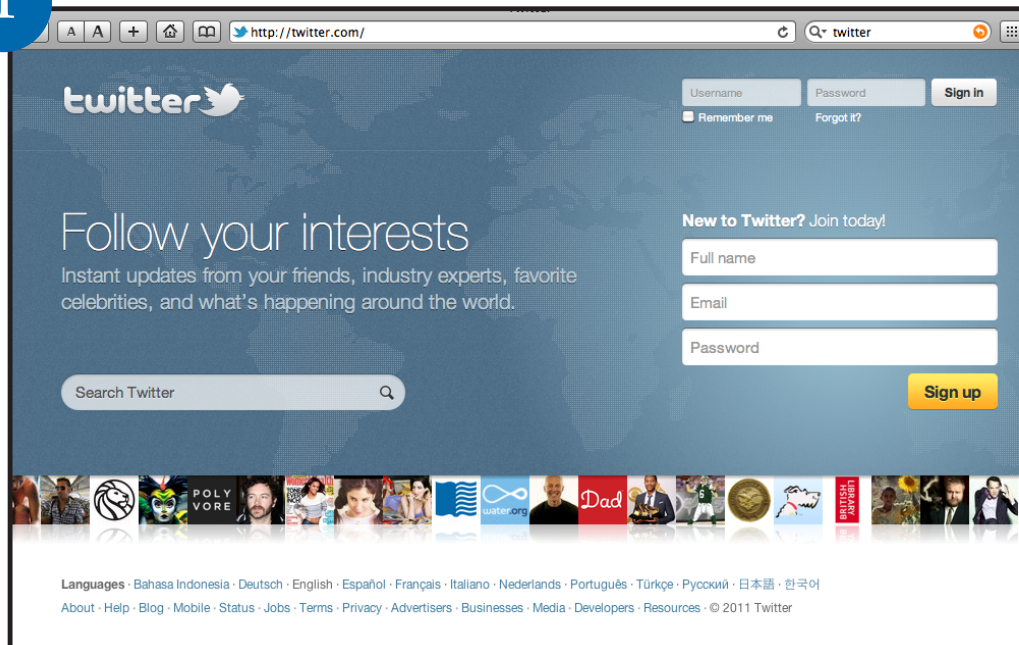 A A + http://twitter.com/ twitter
twitter
Username Password Sign in
Remember me Forgot it?
Follow your interests
Instant updates from your friends, industry experts, favorite
celebrities, and what's happening around the world.
Search Twitter
New to Twitter? Join today!
Full name
Email
Password
Sign up
POLY
VORE
water.org
Dad
6
BRITISH
LIBRARY
Languages · Bahasa Indonesia · Deutsch · English · Español · Français · Italiano · Nederlands · Português · Türkçe · Русский · 日本語 · 한국어
About · Help · Blog · Mobile · Status · Jobs · Terms · Privacy · Advertisers · Businesses · Media · Developers · Resources · © 2011 Twitter